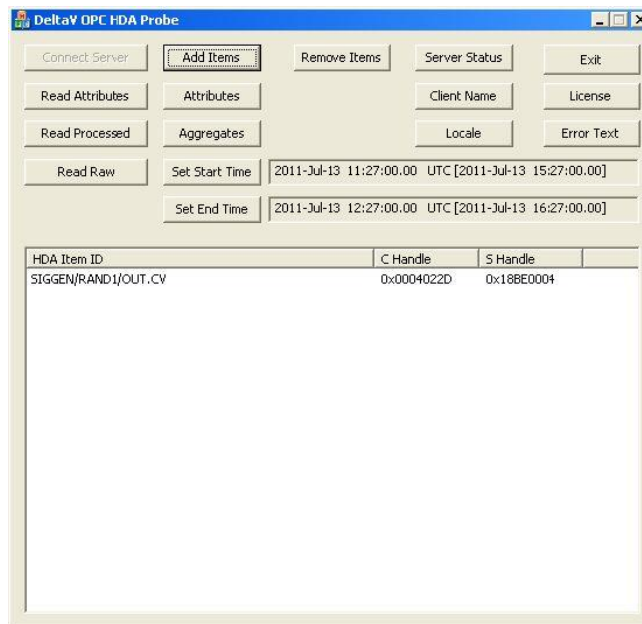 DeltaV OPC HDA Probe
Connect Server Add Items Remove Items Server Status Exit
Read Attributes Attributes Client Name License
Read Processed Aggregates Locale Error Text
Read Raw Set Start Time 2011-Jul-13 11:27:00.00 UTC [2011-Jul-13 15:27:00.00]
Set End Time 2011-Jul-13 12:27:00.00 UTC [2011-Jul-13 16:27:00.00]
HDA Item ID C Handle S Handle
SIGGEN/RAND1/OUT.CV 0x0004022D 0x18BE0004